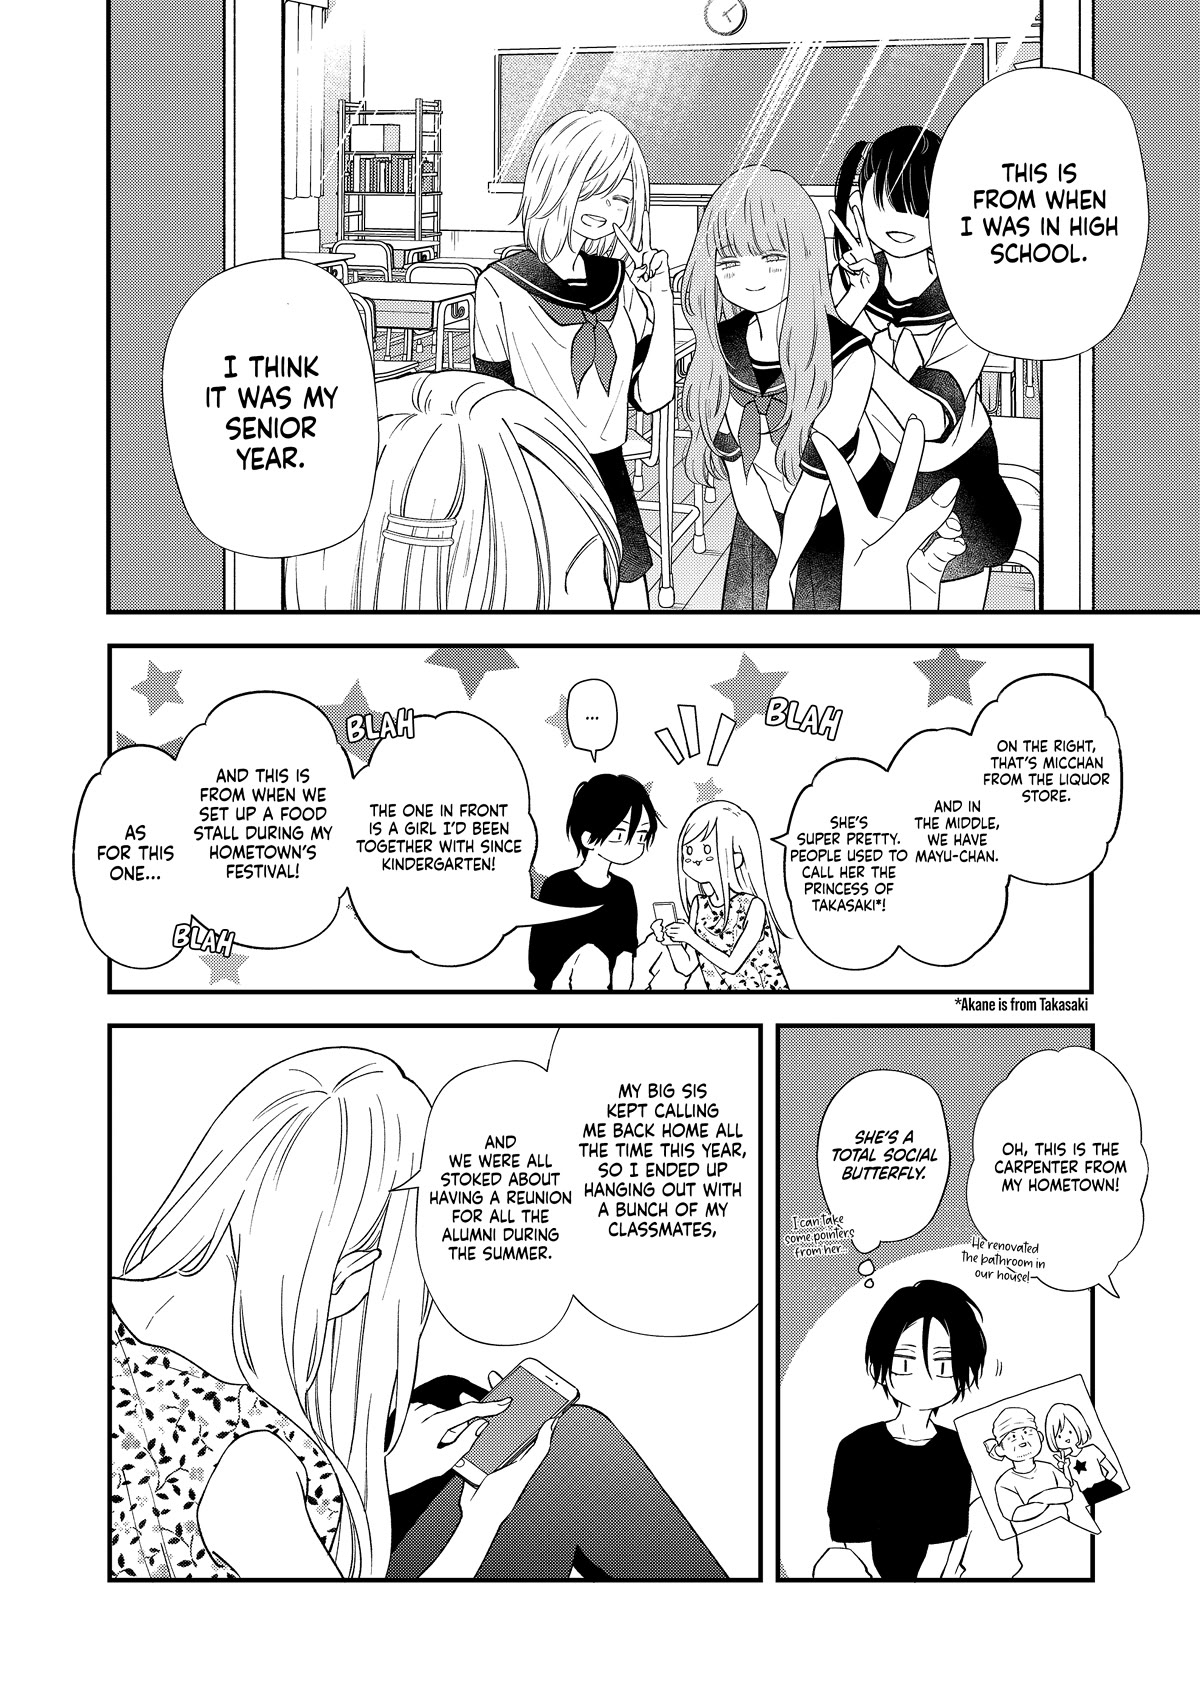 THIS IS
FROM WHEN
I WAS IN HIGH
SCHOOL.
I THINK
IT WAS MY
SENIOR
YEAR.
ON THE RIGHT,
THAT'S MICCHAN
FROM THE LIQUOR
STORE.
AND IN
THE MIDDLE,
WE HAVE
MAYU-CHAN.
SHE'S
SUPER PRETTY.
PEOPLE USED TO
CALL HER THE
PRINCESS OF
TAKASAKI*!
BLAH
...
THE ONE IN FRONT
IS A GIRL I'D BEEN
TOGETHER WITH SINCE
KINDERGARTEN!
BLAH
AND THIS IS
FROM WHEN WE
SET UP A FOOD
STALL DURING MY
HOMETOWN'S
FESTIVAL!
AS
FOR THIS
ONE...
BLAH
*Akane is from Takasaki
OH, THIS IS THE
CARPENTER FROM
MY HOMETOWN!
He renovated
the bathroom in
our house!
SHE'S A
TOTAL SOCIAL
BUTTERFLY.
I can take
some pointers
from her...
MY BIG SIS
KEPT CALLING
ME BACK HOME ALL
THE TIME THIS YEAR,
SO I ENDED UP
HANGING OUT WITH
A BUNCH OF MY
CLASSMATES,
AND
WE WERE ALL
STOKED ABOUT
HAVING A REUNION
FOR ALL THE
ALUMNI DURING
THE SUMMER.